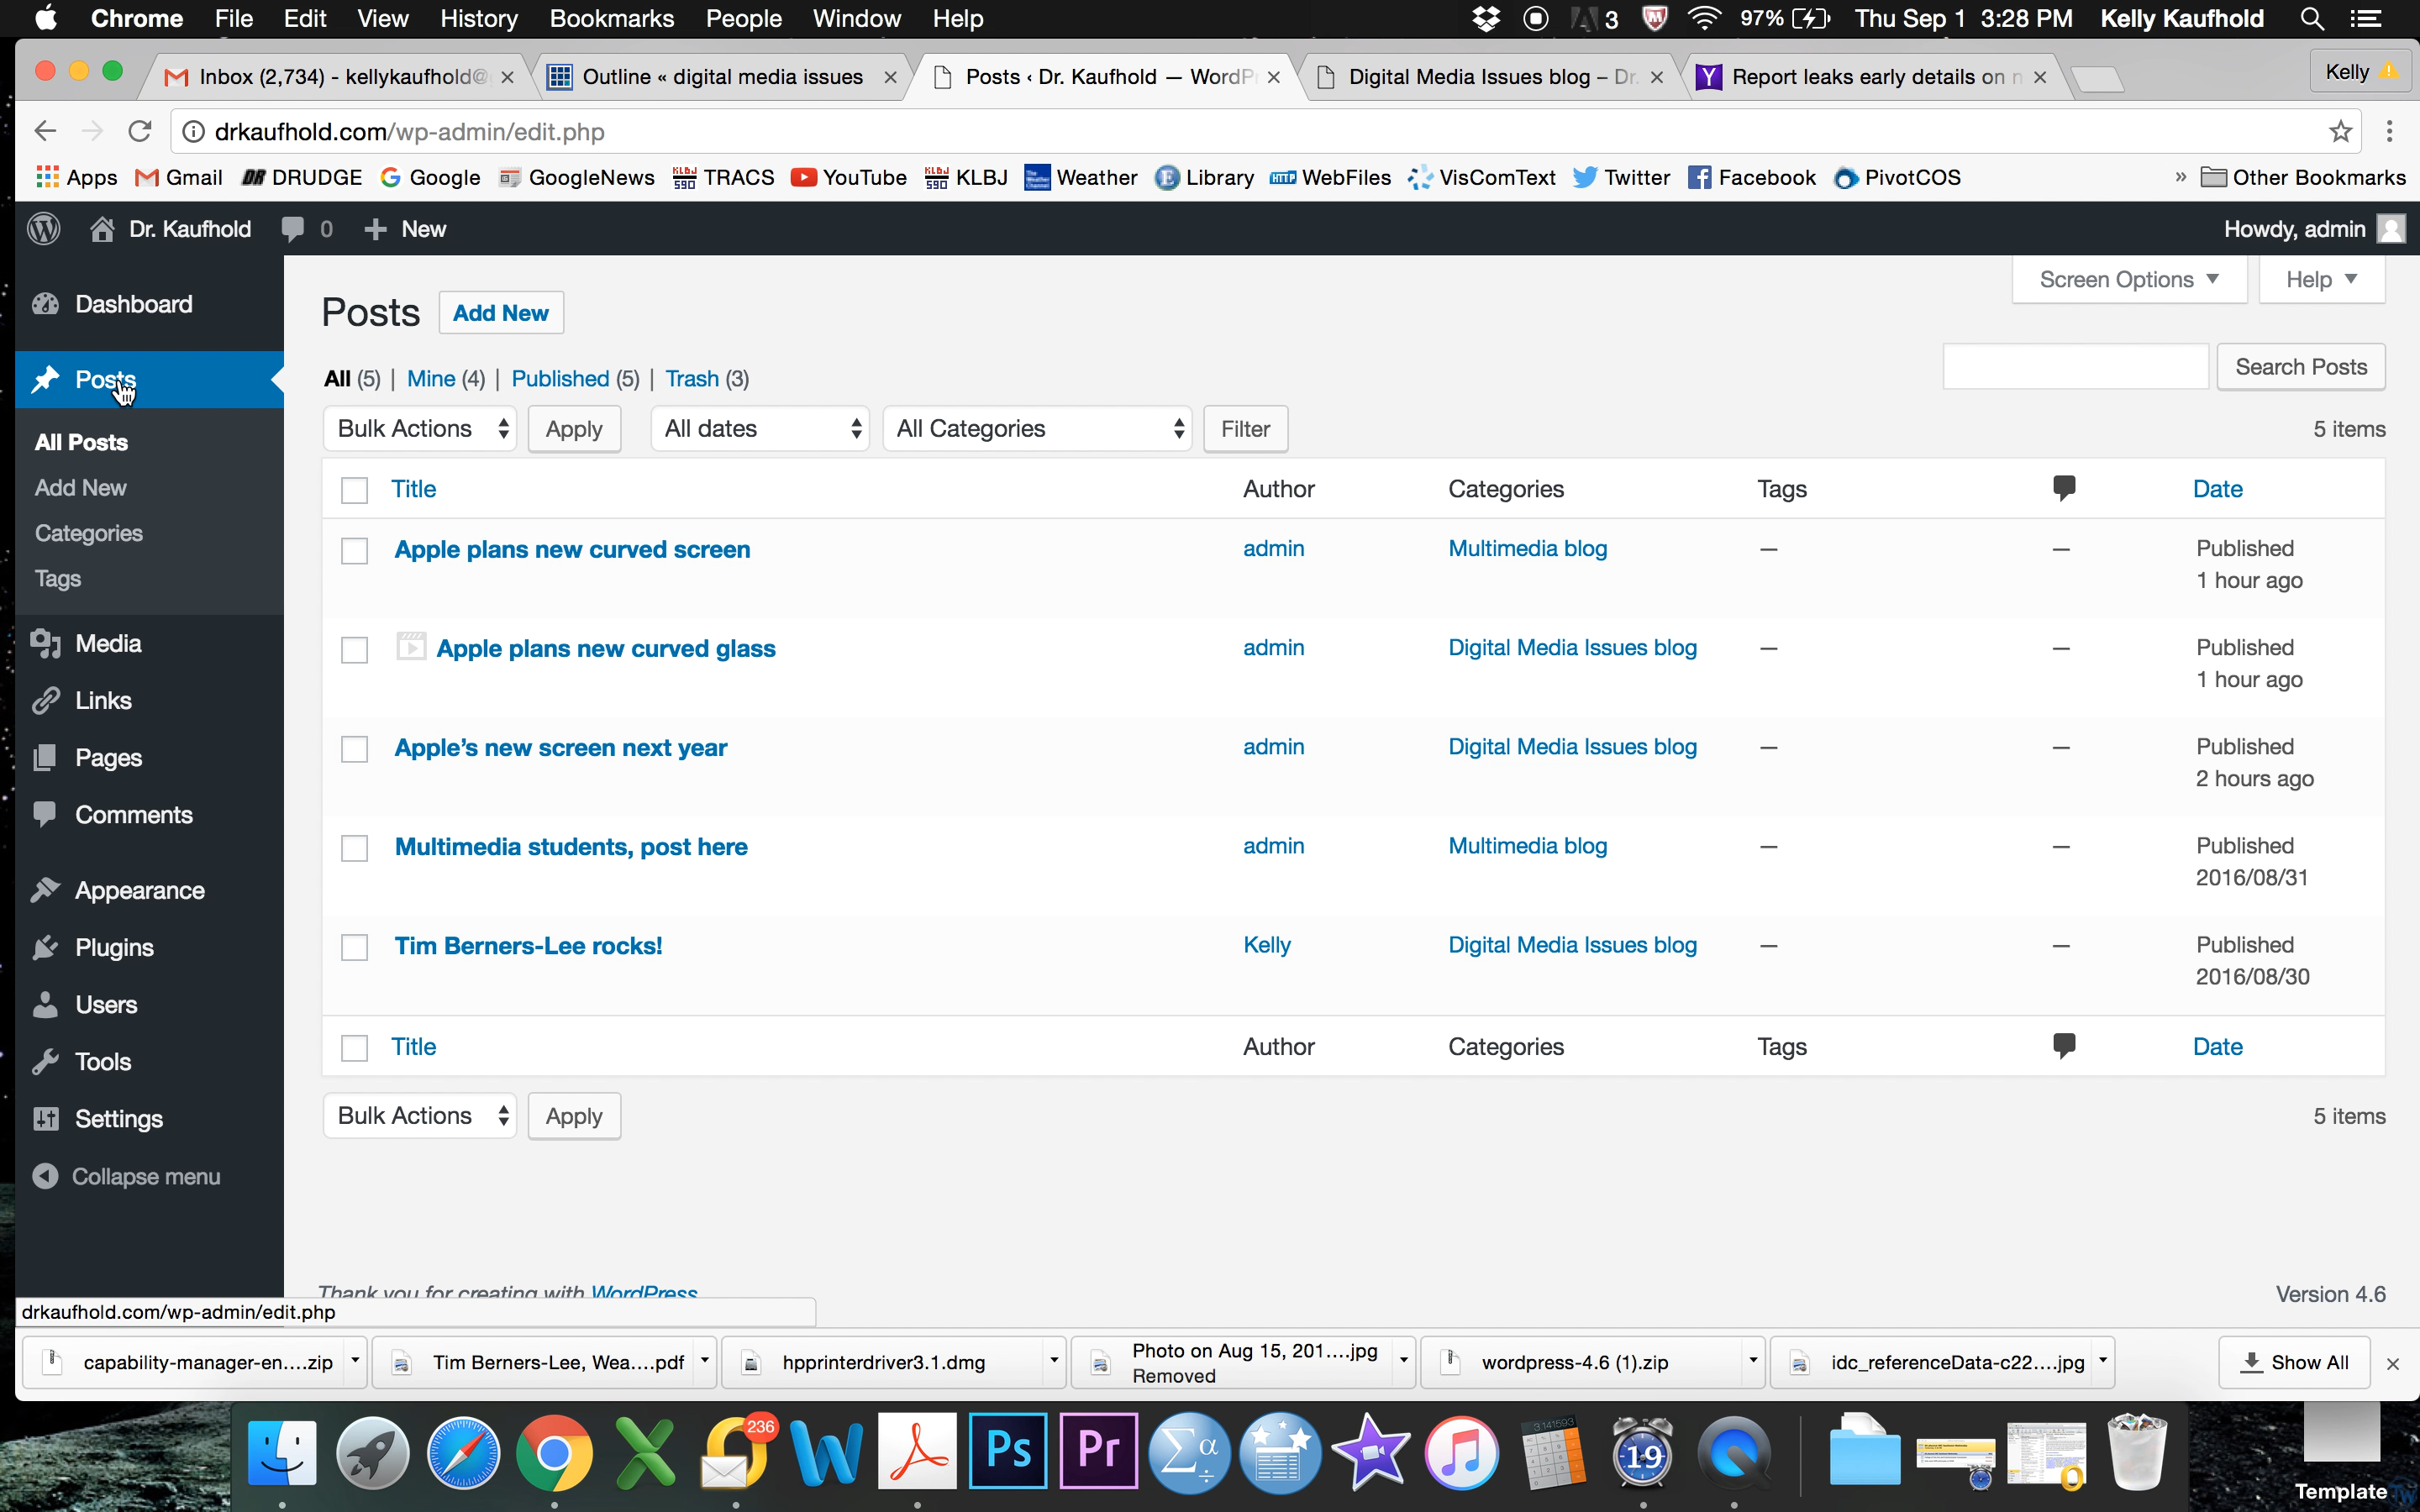 Chrome File Edit View History Bookmarks People Window Help 3 97% Thu Sep 1 3:28 PM Kelly Kaufhold
Inbox (2,734) - kellykaufhold@ Outline « digital media issues Posts ‹ Dr. Kaufhold — WordP Digital Media Issues blog – Dr. Report leaks early details on n Kelly
drkaufhold.com/wp-admin/edit.php
Apps Gmail DRUDGE Google GoogleNews TRACS YouTube KLBJ Weather Library WebFiles VisComText Twitter Facebook PivotCOS » Other Bookmarks
Dr. Kaufhold 0 + New Howdy, admin
Screen Options Help
Dashboard
Posts Add New
Posts
All (5) | Mine (4) | Published (5) | Trash (3) Search Posts
Bulk Actions Apply All dates All Categories Filter 5 items
All Posts
Add New
Categories
Tags
Title Author Categories Tags Date
Apple plans new curved screen admin Multimedia blog — — Published
1 hour ago
Media
Links
Pages
Comments
Apple plans new curved glass admin Digital Media Issues blog — — Published
1 hour ago
Apple's new screen next year admin Digital Media Issues blog — — Published
2 hours ago
Multimedia students, post here admin Multimedia blog — — Published
2016/08/31
Appearance
Plugins
Users
Tools
Settings
Collapse menu
Tim Berners-Lee rocks! Kelly Digital Media Issues blog — — Published
2016/08/30
Title Author Categories Tags Date
Bulk Actions Apply 5 items
Thank you for creating with WordPress Version 4.6
drkaufhold.com/wp-admin/edit.php
capability-manager-en....zip Tim Berners-Lee, Wea....pdf hpprinterdriver3.1.dmg Photo on Aug 15, 201....jpg wordpress-4.6 (1).zip idc_referenceData-c22....jpg Show All
Removed
236
Ps Pr 19
Template